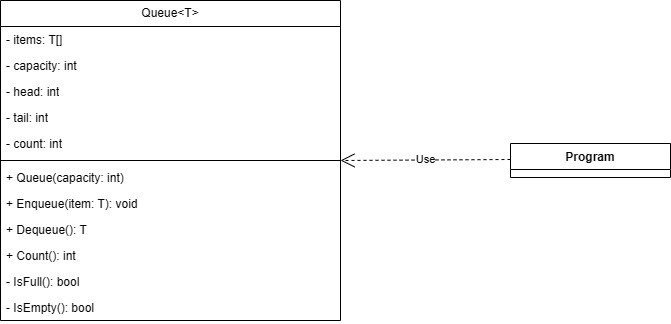 Queue<T>
- items: T[]
- capacity: int
- head: int
- tail: int
- count: int
+ Queue(capacity: int)
+ Enqueue(item: T): void
+ Dequeue(): T
+ Count(): int
- IsFull(): bool
- IsEmpty(): bool
Use
Program